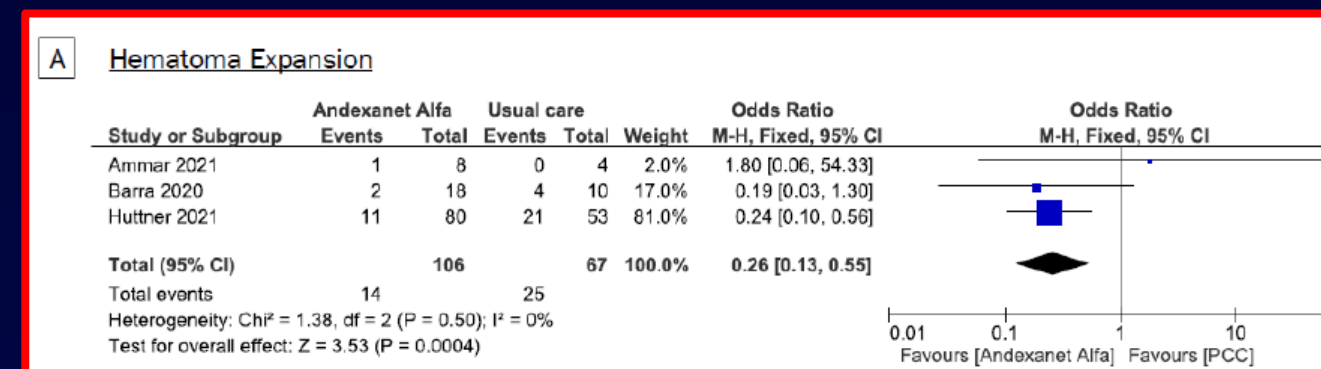 A Hematoma Expansion
Andexanet Alfa Usual care Odds Ratio Odds Ratio
Study or Subgroup Events Total Events Total Weight M-H, Fixed, 95% CI M-H, Fixed, 95% CI
Ammar 2021 1 8 0 4 2.0% 1.80 [0.06, 54.33]
Barra 2020 2 18 4 10 17.0% 0.19 [0.03, 1.30]
Huttner 2021 11 80 21 53 81.0% 0.24 [0.10, 0.56]
Total (95% CI) 106 67 100.0% 0.26 [0.13, 0.55]
Total events 14 25
Heterogeneity: Chi² = 1.38, df = 2 (P = 0.50); I² = 0%
Test for overall effect: Z = 3.53 (P = 0.0004)
0.01 0.1 1 10
Favours [Andexanet Alfa] Favours [PCC]